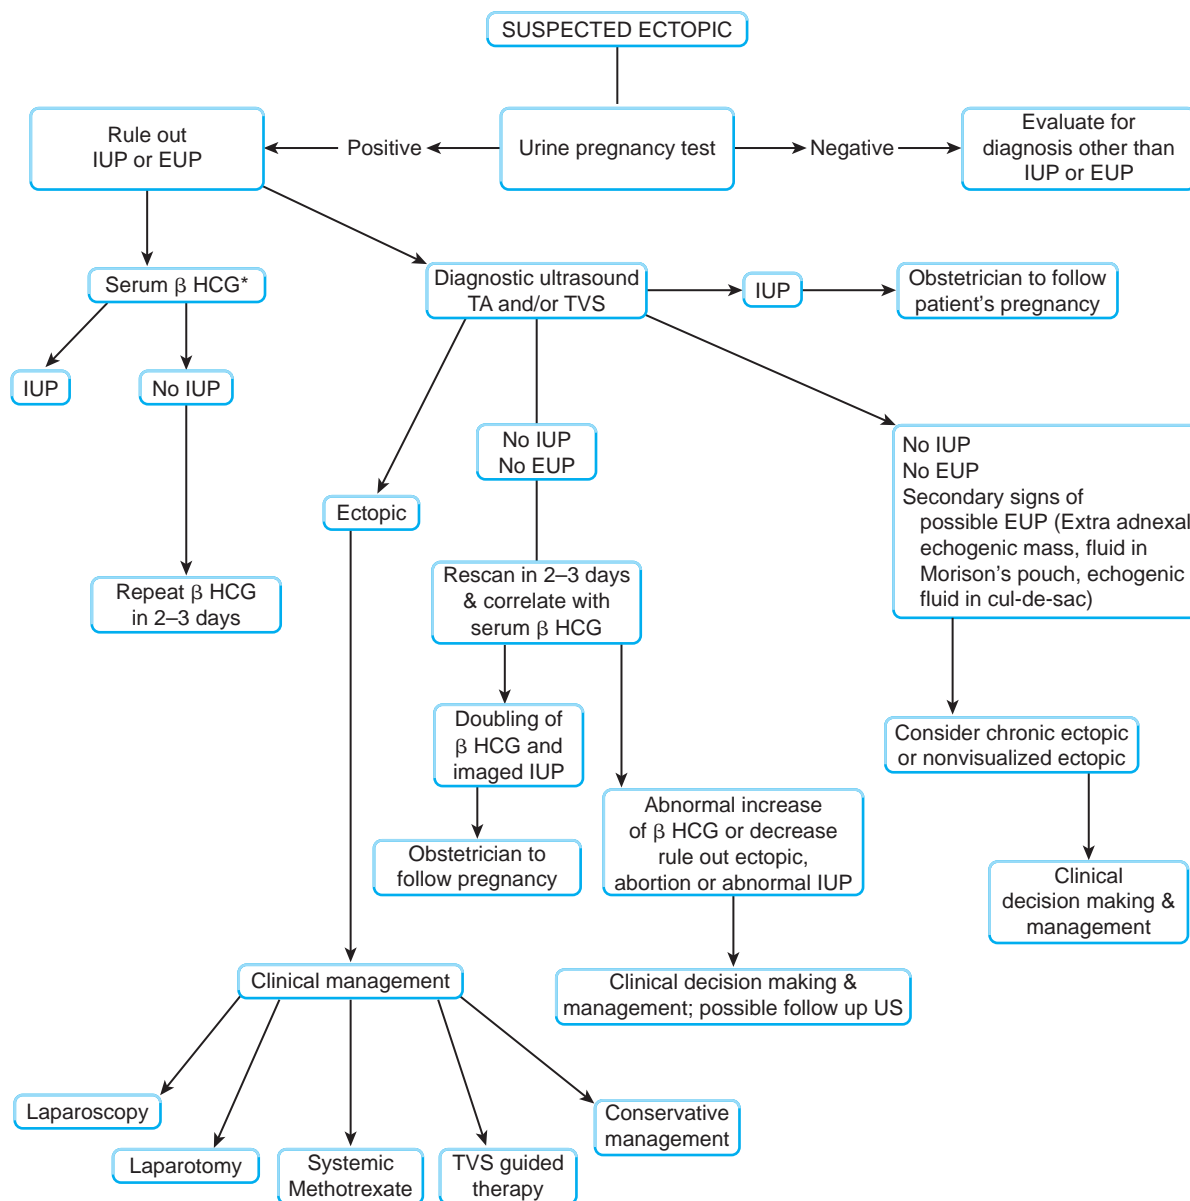 SUSPECTED ECTOPIC
Rule out
IUP or EUP
Positive
Urine pregnancy test
Negative
Evaluate for
diagnosis other than
IUP or EUP
Serum β HCG*
Diagnostic ultrasound
TA and/or TVS
IUP
Obstetrician to follow
patient's pregnancy
IUP
No IUP
No IUP
No EUP
No IUP
No EUP
Secondary signs of
possible EUP (Extra adnexal
echogenic mass, fluid in
Morison's pouch, echogenic
fluid in cul-de-sac)
Ectopic
Repeat β HCG
in 2–3 days
Rescan in 2–3 days
& correlate with
serum β HCG
Doubling of
β HCG and
imaged IUP
Consider chronic ectopic
or nonvisualized ectopic
Abnormal increase
of β HCG or decrease
rule out ectopic,
abortion or abnormal IUP
Obstetrician to
follow pregnancy
Clinical
decision making &
management
Clinical management
Clinical decision making &
management; possible follow up US
Laparoscopy
Laparotomy
Systemic
Methotrexate
TVS guided
therapy
Conservative
management